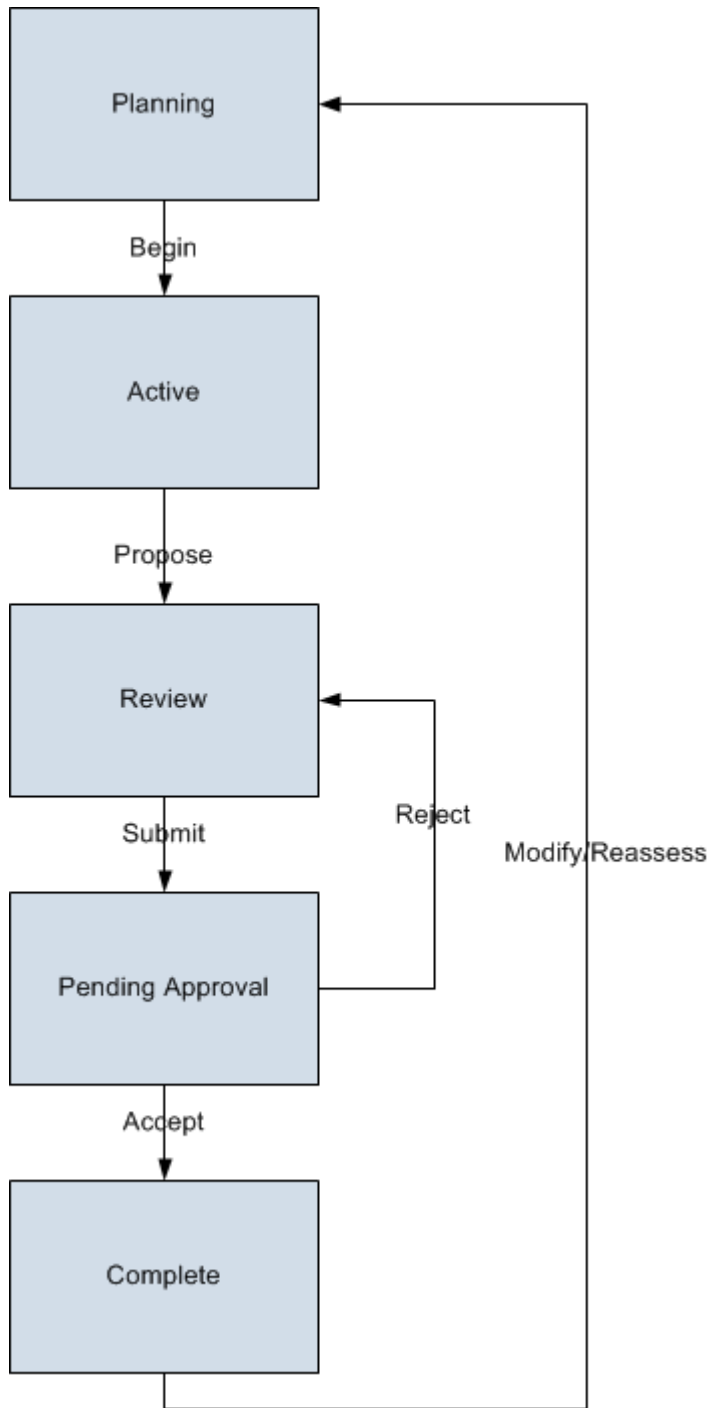 Planning
Begin
Active
Propose
Review
Reject
Submit
Modify/Reassess
Pending Approval
Accept
Complete